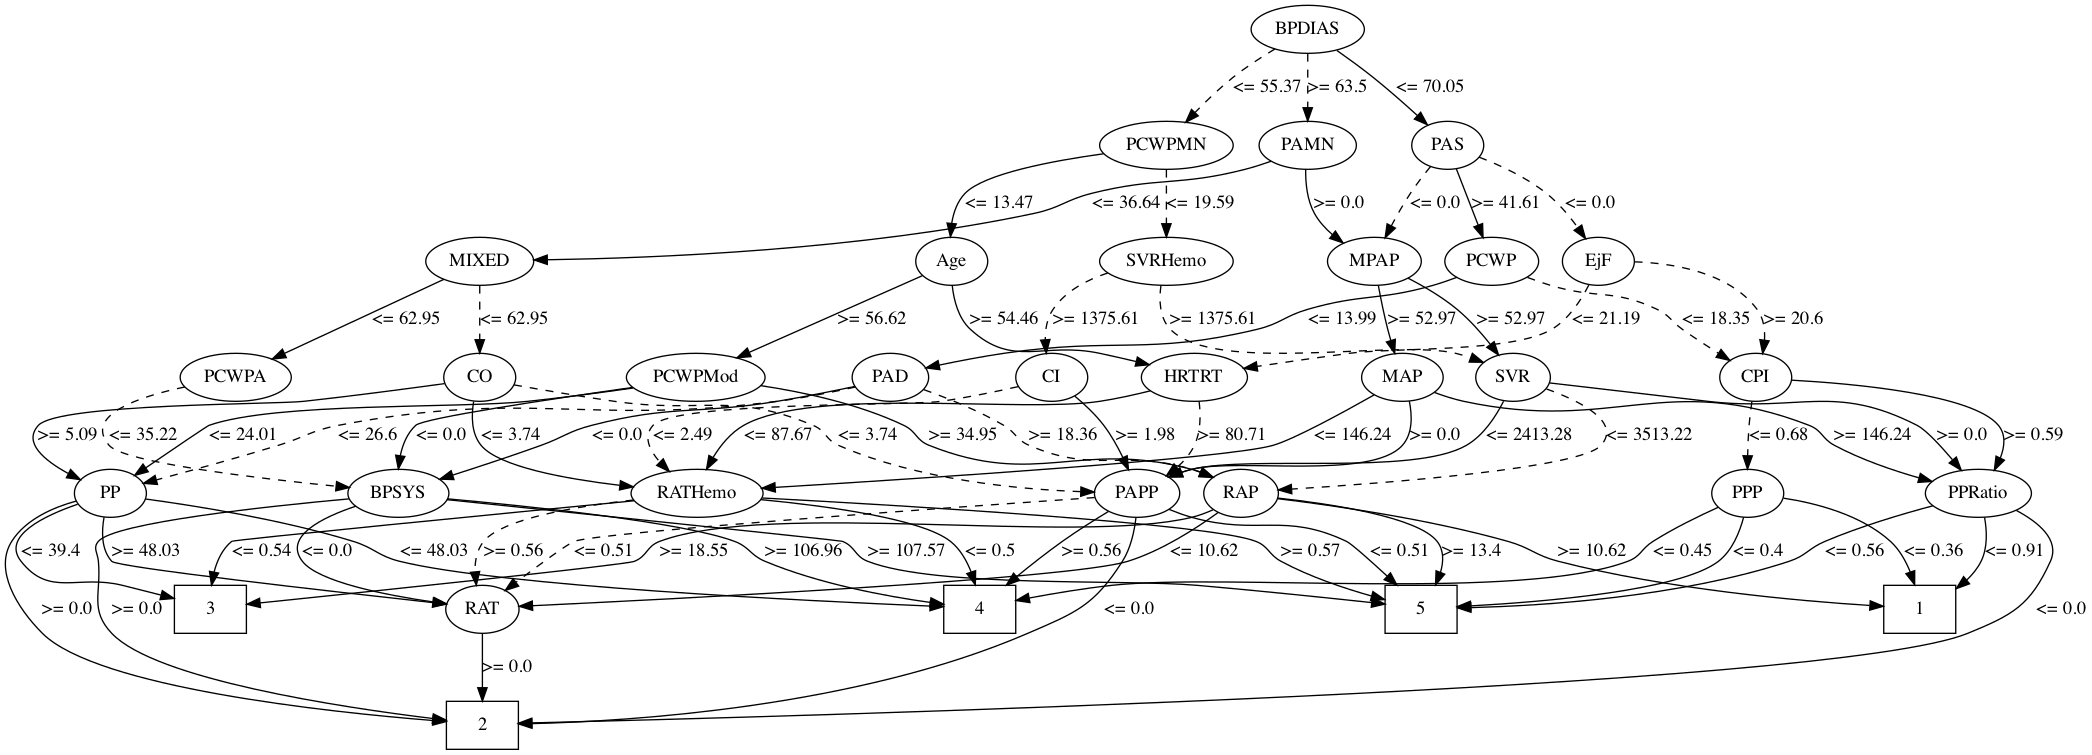 BPDIAS
<= 55.37 >= 63.5 <= 70.05
PCWPMN PAMN PAS
<= 13.47 <= 36.64 <= 19.59 >= 0.0 <= 0.0 >= 41.61 <= 0.0
MIXED Age SVRHemo MPAP PCWP EjF
<= 62.95 <= 62.95 >= 56.62 >= 54.46 >= 1375.61 >= 1375.61 <= 13.99 >= 52.97 >= 52.97 <= 21.19 <= 18.35 >= 20.6
PCWPA CO PCWPMod PAD CI HRTRT MAP SVR CPI
>= 5.09 <= 35.22 <= 24.01 <= 26.6 <= 0.0 <= 3.74 <= 0.0 <= 2.49 <= 87.67 <= 3.74 >= 34.95 >= 18.36 >= 1.98 >= 80.71 <= 146.24 >= 0.0 <= 2413.28 <= 3513.22 <= 0.68 >= 146.24 >= 0.0 >= 0.59
PP BPSYS RATHemo PAPP RAP PPP PPRatio
<= 39.4 >= 48.03 <= 0.54 <= 0.0 <= 48.03 >= 0.56 <= 0.51 >= 18.55 >= 106.96 >= 107.57 <= 0.5 >= 0.56 <= 10.62 >= 0.57 <= 0.51 >= 13.4 >= 10.62 <= 0.45 <= 0.4 <= 0.56 <= 0.36 <= 0.91
3 RAT 4 5 1
>= 0.0 >= 0.0 <= 0.0 <= 0.0
>= 0.0
2